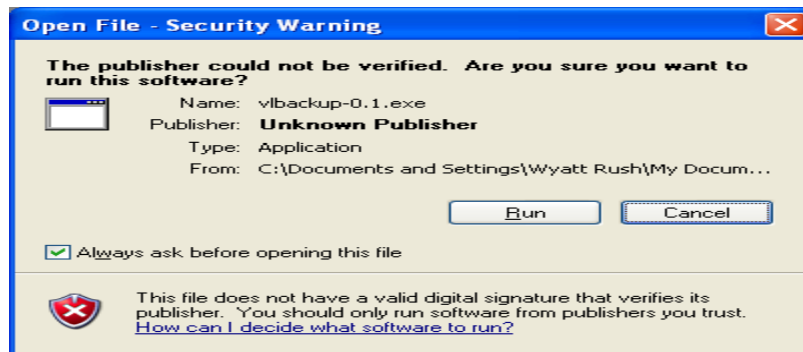 Open File - Security Warning
The publisher could not be verified. Are you sure you want to
run this software?
Name: vlbackup-0.1.exe
Publisher: Unknown Publisher
Type: Application
From: C:\Documents and Settings\Wyatt Rush\My Docum...
Run Cancel
Always ask before opening this file
This file does not have a valid digital signature that verifies its
publisher. You should only run software from publishers you trust.
How can I decide what software to run?